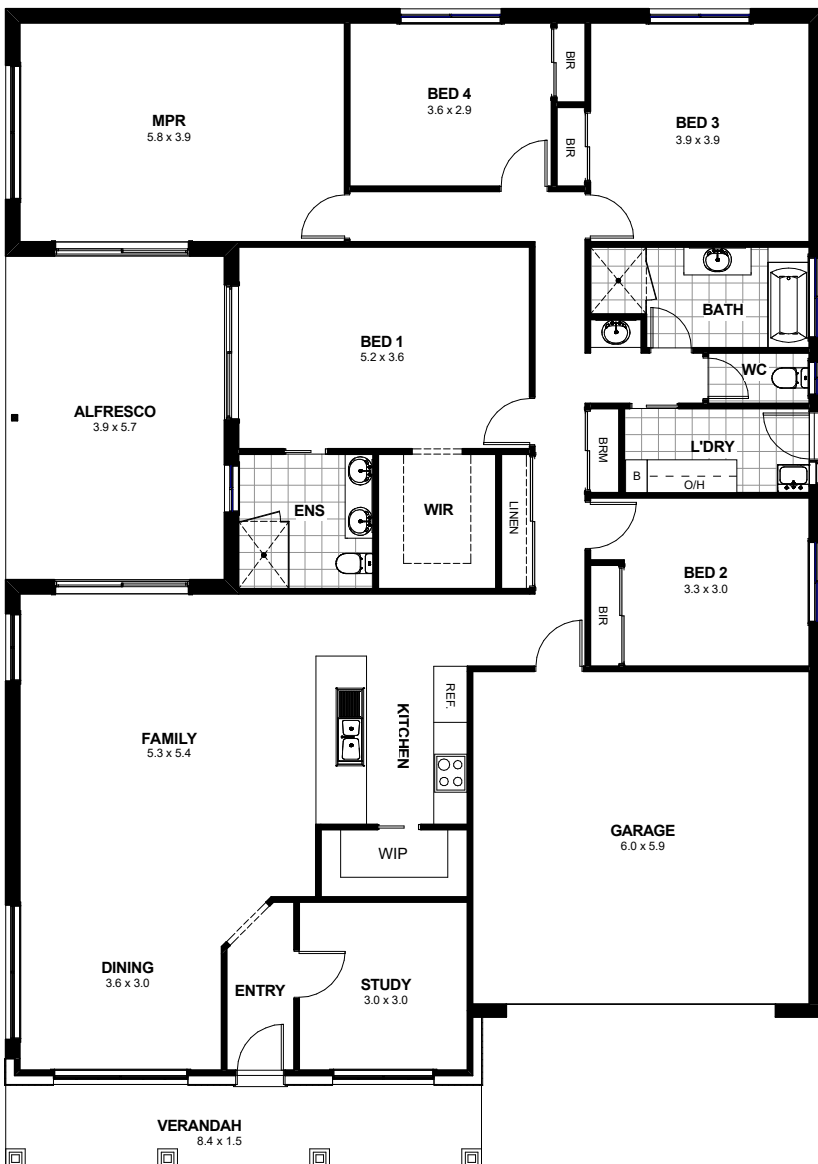 MPR
5.8 x 3.9
BED 4
3.6 x 2.9
BIR
BIR
BED 3
3.9 x 3.9
ALFRESCO
3.9 x 5.7
BED 1
5.2 x 3.6
BATH
WC
ENS
WIR
LINEN
BRM
L'DRY
B
O/H
BED 2
3.3 x 3.0
BIR
FAMILY
5.3 x 5.4
KITCHEN
REF.
WIP
GARAGE
6.0 x 5.9
DINING
3.6 x 3.0
ENTRY
STUDY
3.0 x 3.0
VERANDAH
8.4 x 1.5